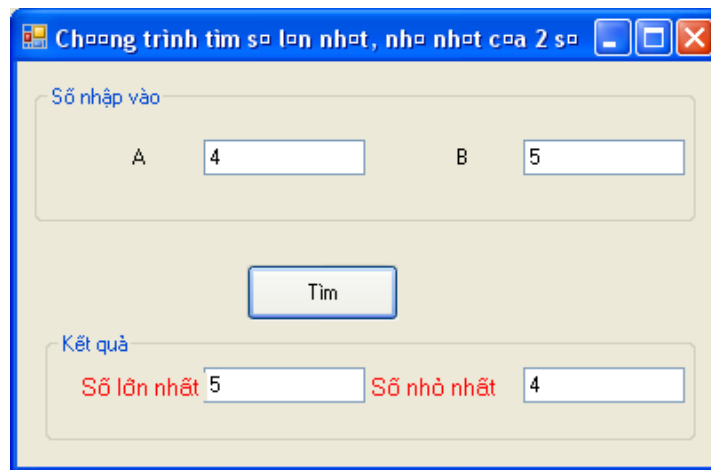 Ch¤¤ng trình tìm s¤ l¤n nh¤t, nh¤ nh¤t c¤a 2 s¤
Số nhập vào
A 4 B 5
Tìm
Kết quả
Số lớn nhất 5 Số nhỏ nhất 4